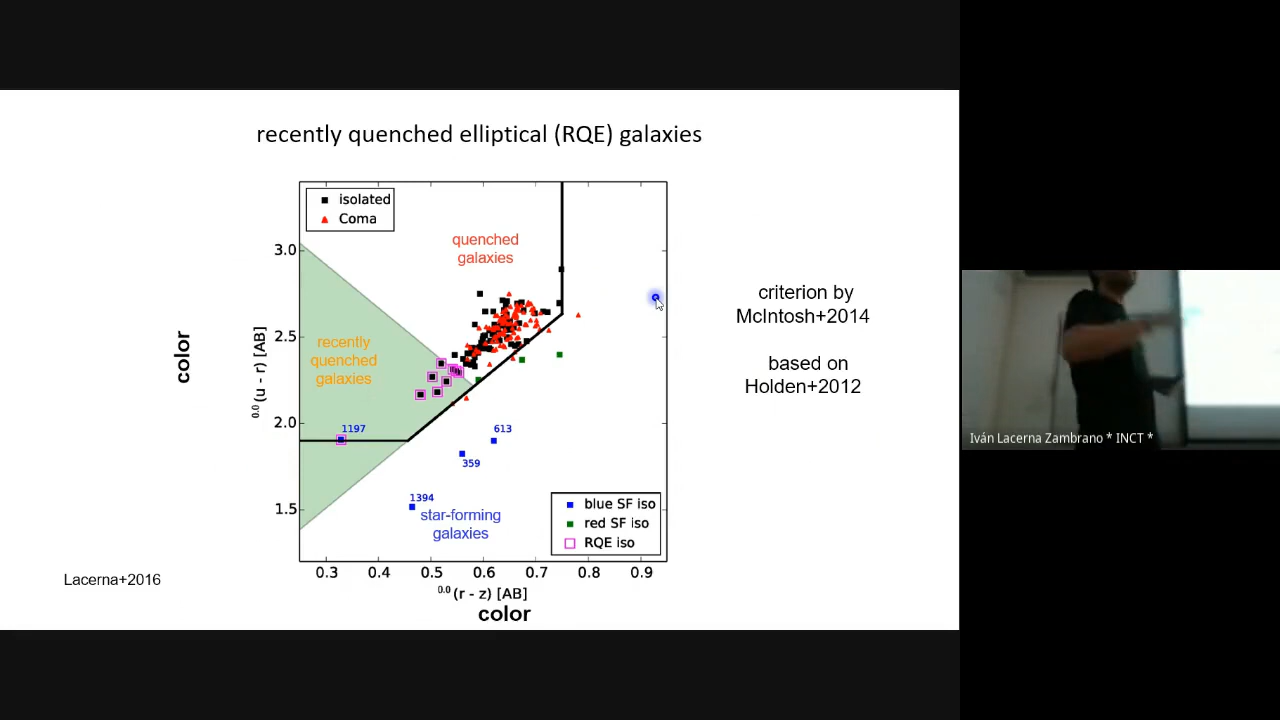 recently quenched elliptical (RQE) galaxies
isolated
Coma
quenched
galaxies
recently
quenched
galaxies
1197
613
359
1394
star-forming
galaxies
blue SF iso
red SF iso
RQE iso
3.0
2.5
2.0
1.5
0.3 0.4 0.5 0.6 0.7 0.8 0.9
color
0.0 (u - r) [AB]
0.0 (r - z) [AB]
color
criterion by
McIntosh+2014
based on
Holden+2012
Lacerna+2016
Iván Lacerna Zambrano * INCT *